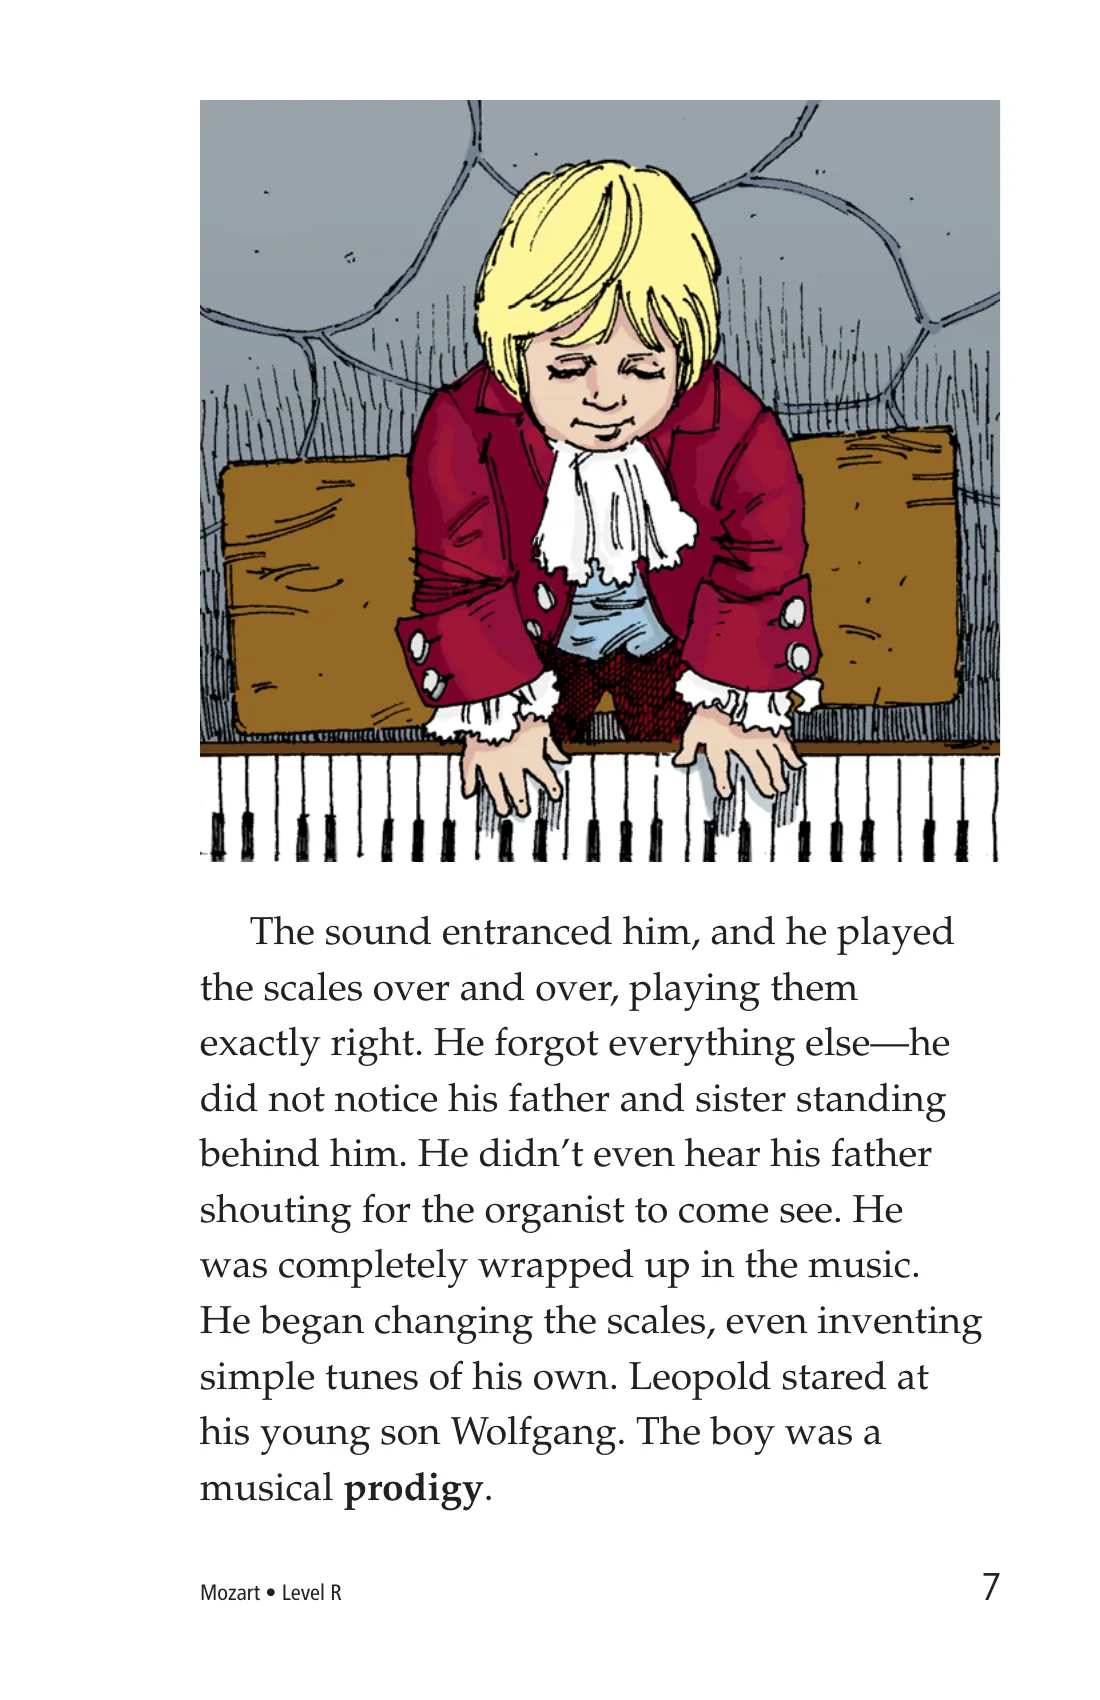 The sound entranced him, and he played
the scales over and over, playing them
exactly right. He forgot everything else—he
did not notice his father and sister standing
behind him. He didn’t even hear his father
shouting for the organist to come see. He
was completely wrapped up in the music.
He began changing the scales, even inventing
simple tunes of his own. Leopold stared at
his young son Wolfgang. The boy was a
musical prodigy.
Mozart • Level R
7